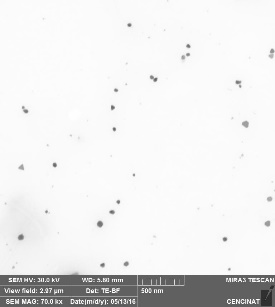 SEM HV: 30.0 kV WD: 5.60 mm MIRA3 TESCAN
View field: 2.97 µm Det: TE-BF 500 nm
SEM MAG: 70.0 kx Date(m/d/y): 05/13/16 CENCINAT